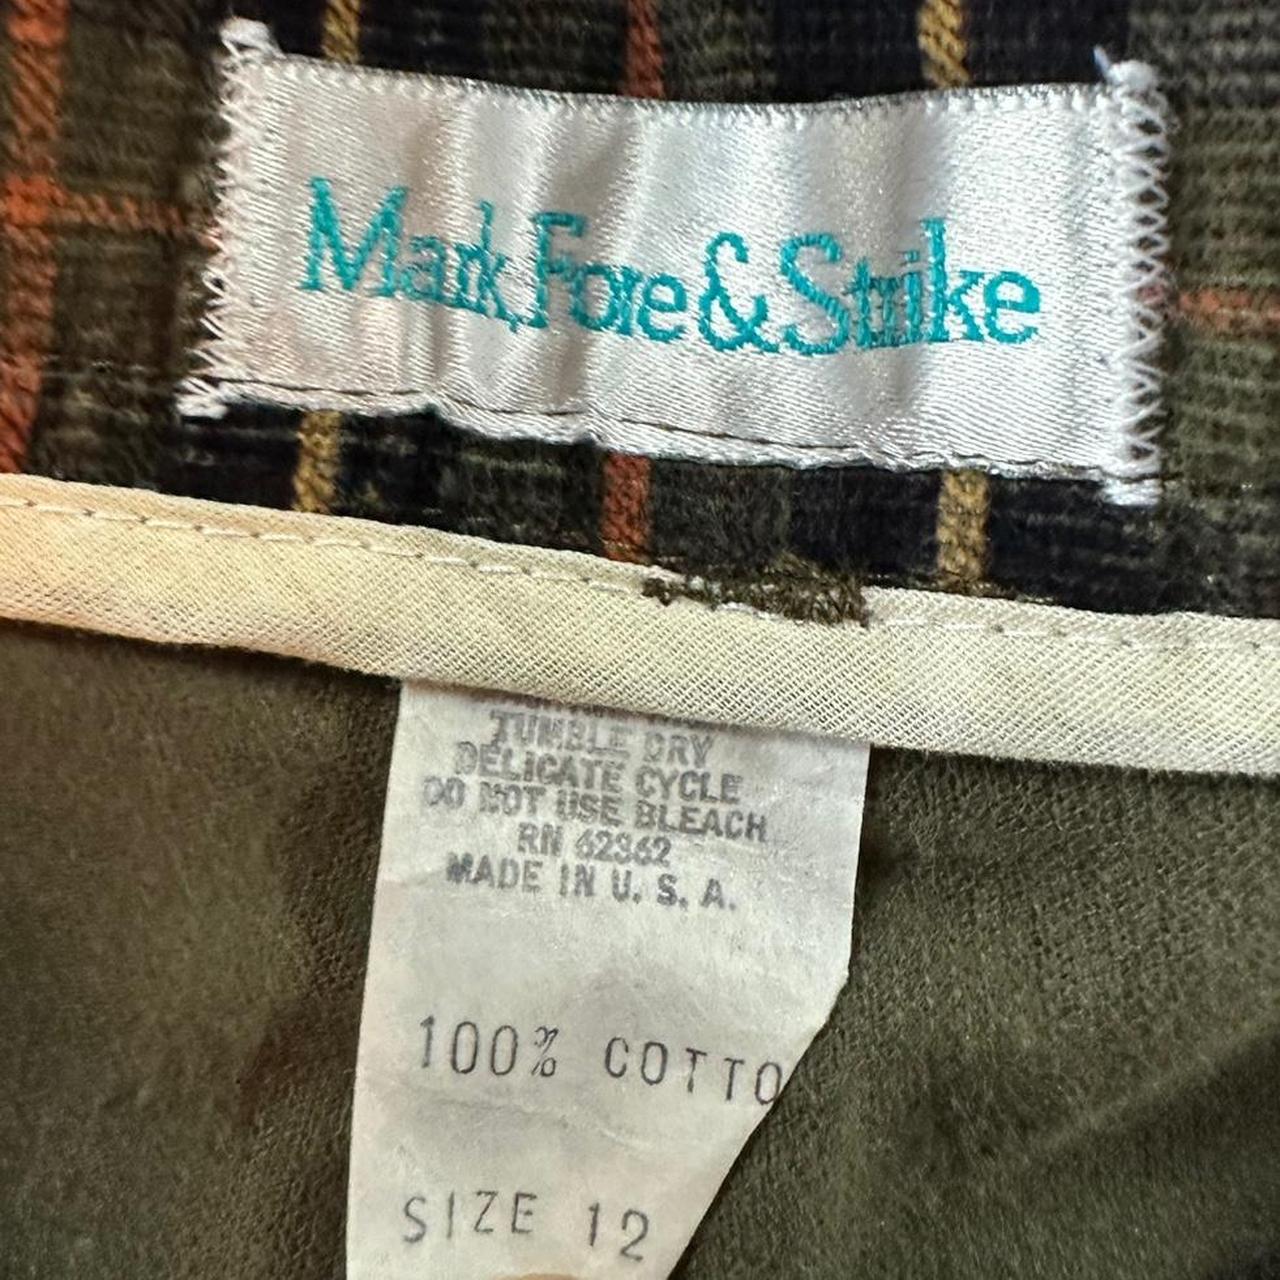 Mark, Fore & Strike
TUMBLE DRY
DELICATE CYCLE
DO NOT USE BLEACH
RN 62362
MADE IN U. S. A.
100% COTTO
SIZE 12